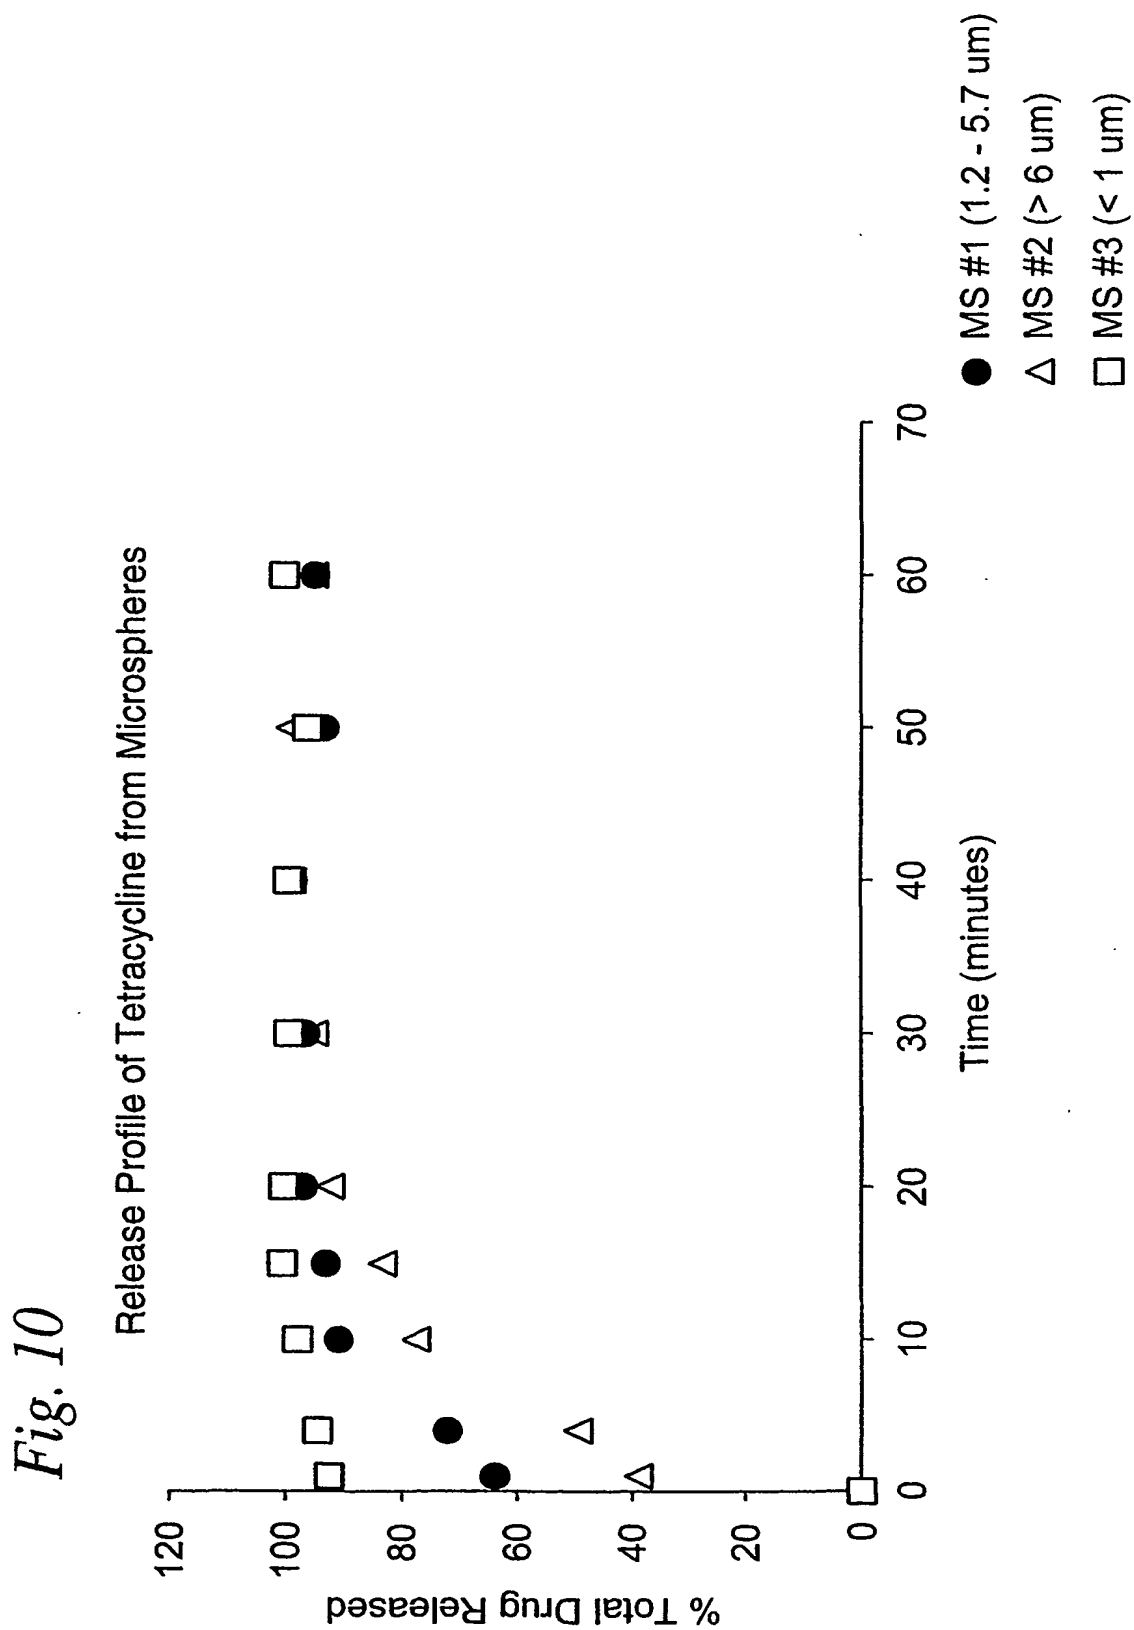 Fig. 10
Release Profile of Tetracycline from Microspheres
% Total Drug Released
120
100
80
60
40
20
0
0 10 20 30 40 50 60 70
Time (minutes)
MS #1 (1.2 - 5.7 um)
MS #2 (> 6 um)
MS #3 (< 1 um)